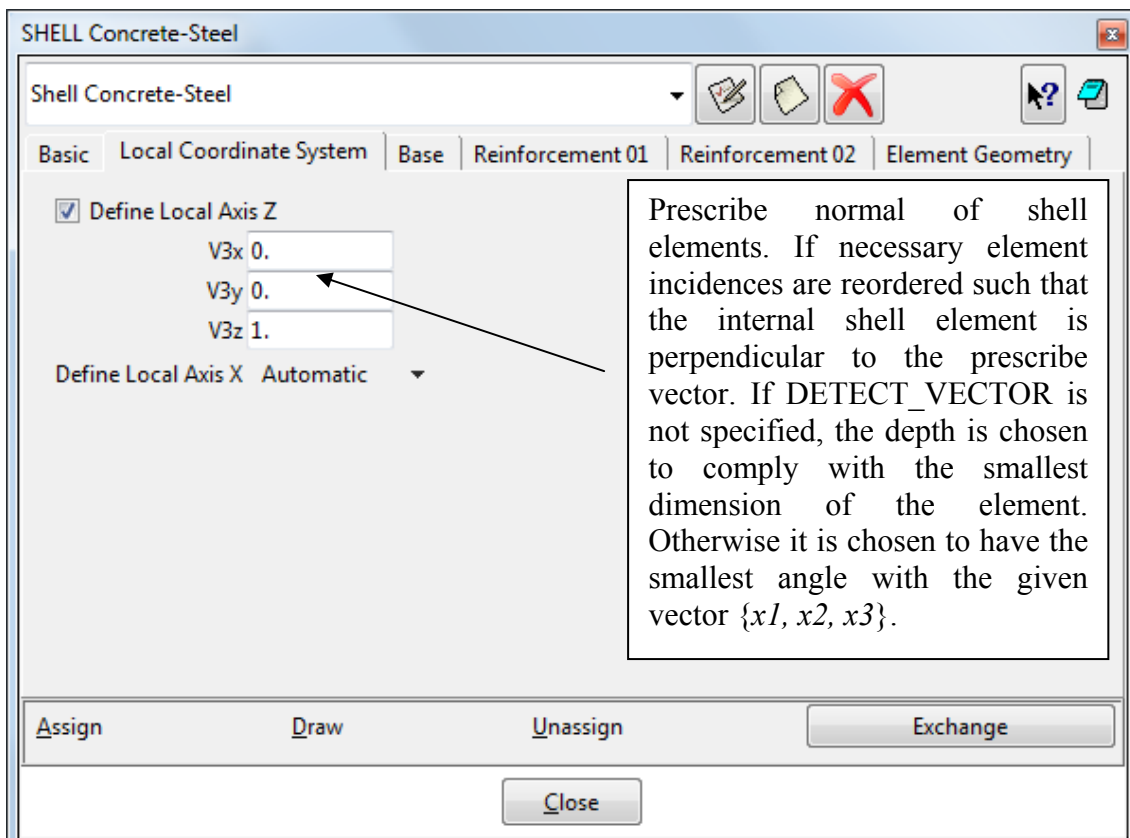 SHELL Concrete-Steel
Shell Concrete-Steel
Basic Local Coordinate System Base Reinforcement 01 Reinforcement 02 Element Geometry
Define Local Axis Z
V3x 0.
V3y 0.
V3z 1.
Define Local Axis X Automatic
Prescribe normal of shell
elements. If necessary element
incidences are reordered such that
the internal shell element is
perpendicular to the prescribe
vector. If DETECT_VECTOR is
not specified, the depth is chosen
to comply with the smallest
dimension of the element.
Otherwise it is chosen to have the
smallest angle with the given
vector {x1, x2, x3}.
Assign Draw Unassign Exchange
Close